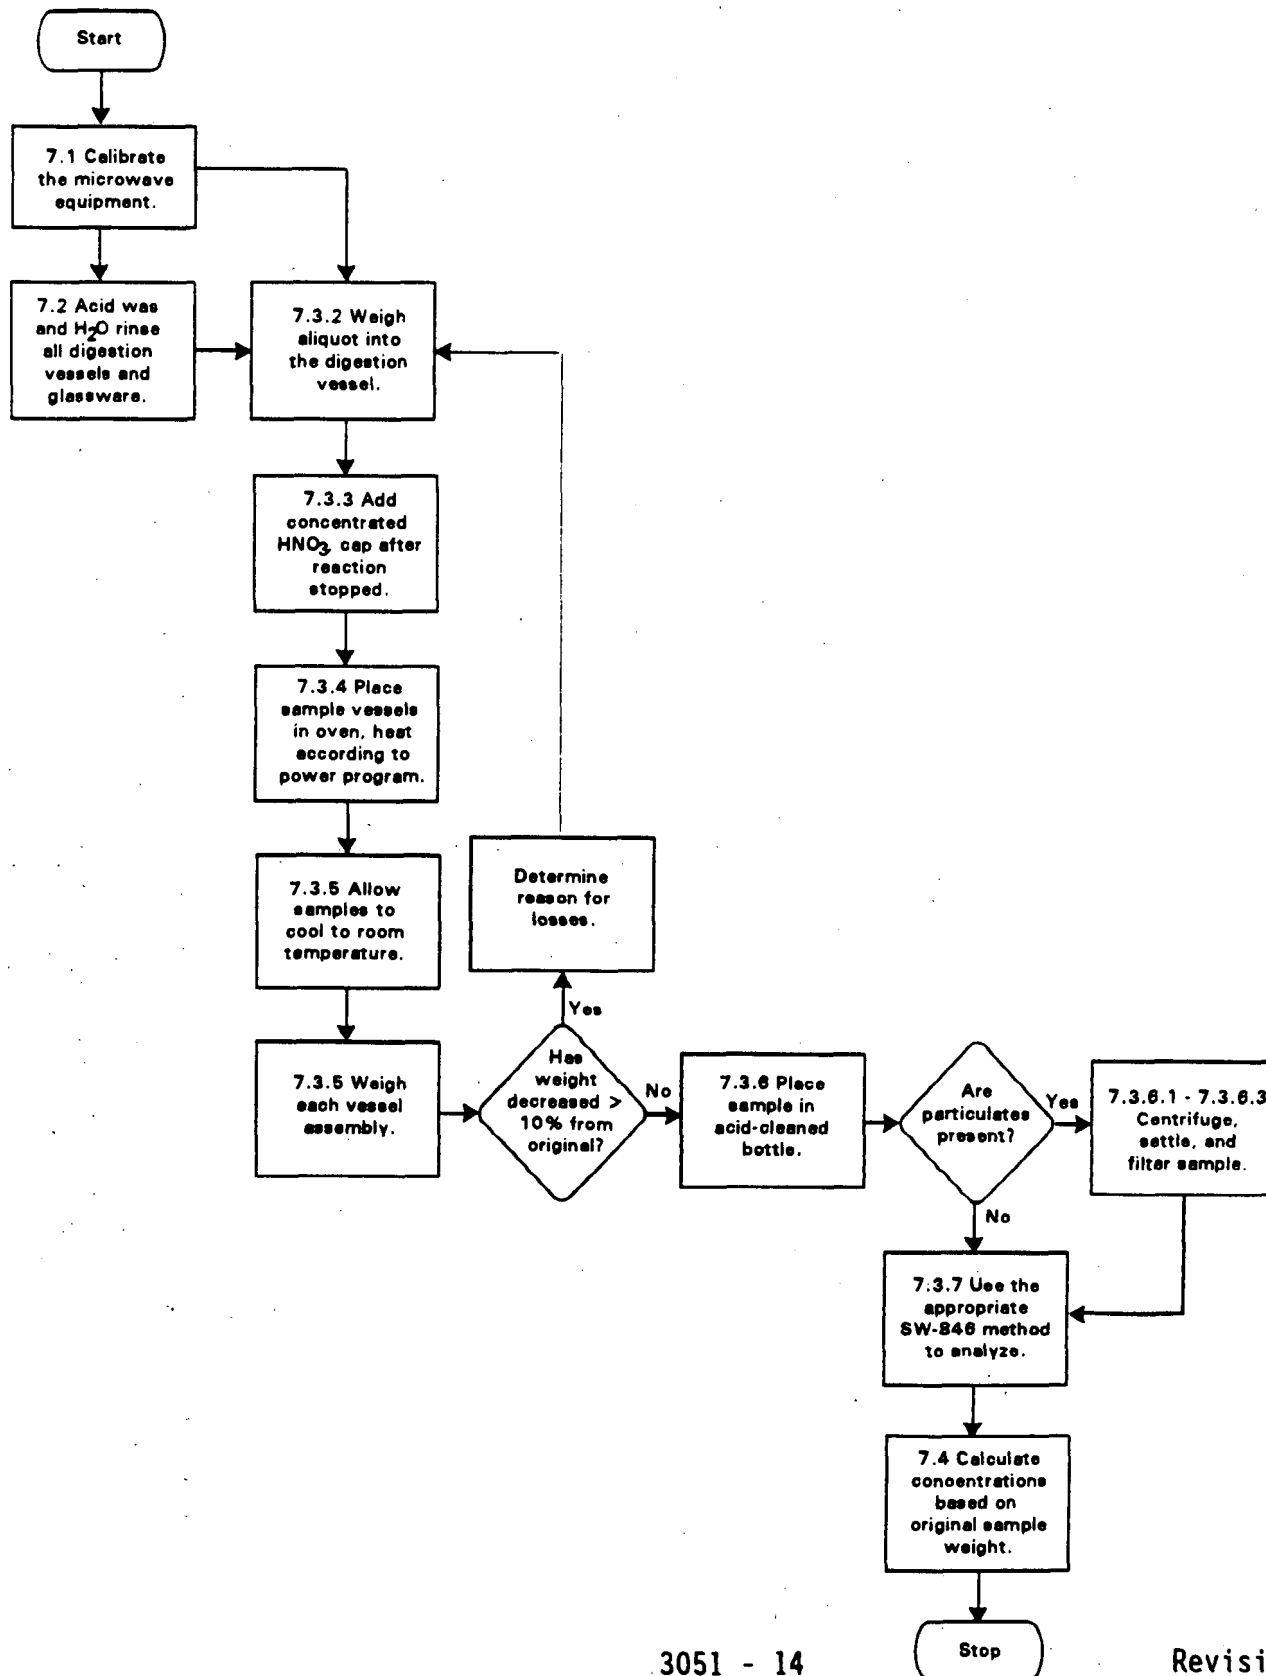 Start
7.1 Calibrate
the microwave
equipment.
7.2 Acid was
and H2O rinse
all digestion
vessels and
glassware.
7.3.2 Weigh
aliquot into
the digestion
vessel.
7.3.3 Add
concentrated
HNO3, cap after
reaction
stopped.
7.3.4 Place
sample vessels
in oven, heat
according to
power program.
7.3.5 Allow
samples to
cool to room
temperature.
7.3.5 Weigh
each vessel
assembly.
Has
weight
decreased >
10% from
original?
Yes
Determine
reason for
losses.
No
7.3.6 Place
sample in
acid-cleaned
bottle.
Are
particulates
present?
Yes
7.3.6.1 - 7.3.6.3
Centrifuge,
settle, and
filter sample.
No
7.3.7 Use the
appropriate
SW-846 method
to analyze.
7.4 Calculate
concentrations
based on
original sample
weight.
Stop
3051 - 14
Revisi